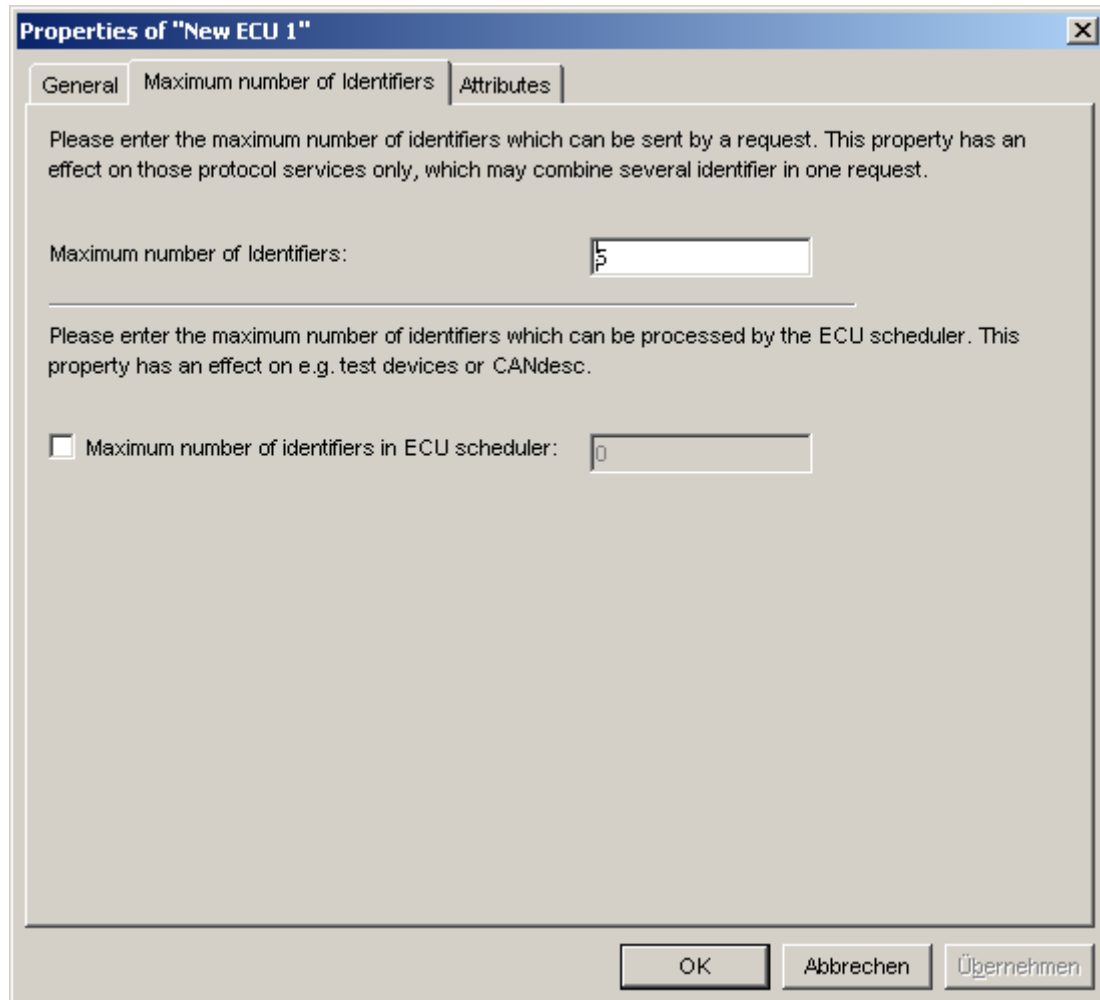 Properties of "New ECU 1"
General Maximum number of Identifiers Attributes
Please enter the maximum number of identifiers which can be sent by a request. This property has an
effect on those protocol services only, which may combine several identifier in one request.
Maximum number of Identifiers: 5
Please enter the maximum number of identifiers which can be processed by the ECU scheduler. This
property has an effect on e.g. test devices or CANdesc.
Maximum number of identifiers in ECU scheduler: 0
OK Abbrechen Übernehmen